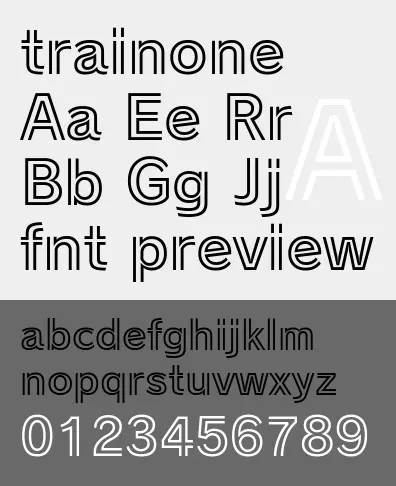 trainone
Aa Ee Rr
A
Bb Gg Jj
fnt preview
abcdefghijklm
nopqrstuvwxyz
0123456789